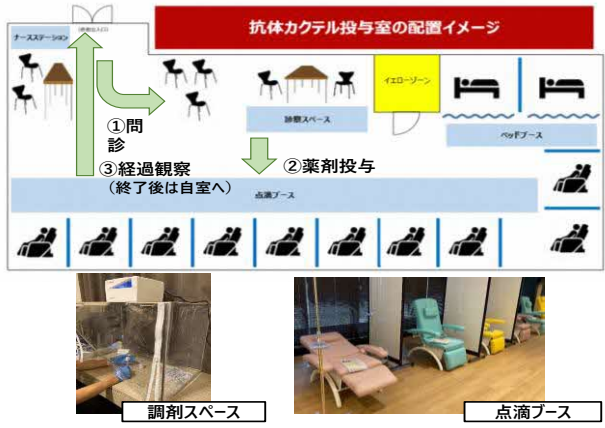 抗体カクテル投与室の配置イメージ
ナースステーション
イエローゾーン
診察スペース
ベッドブース
①問
診
②薬剤投与
③経過観察
（終了後は自室へ）
点滴ブース
調剤スペース
点滴ブース